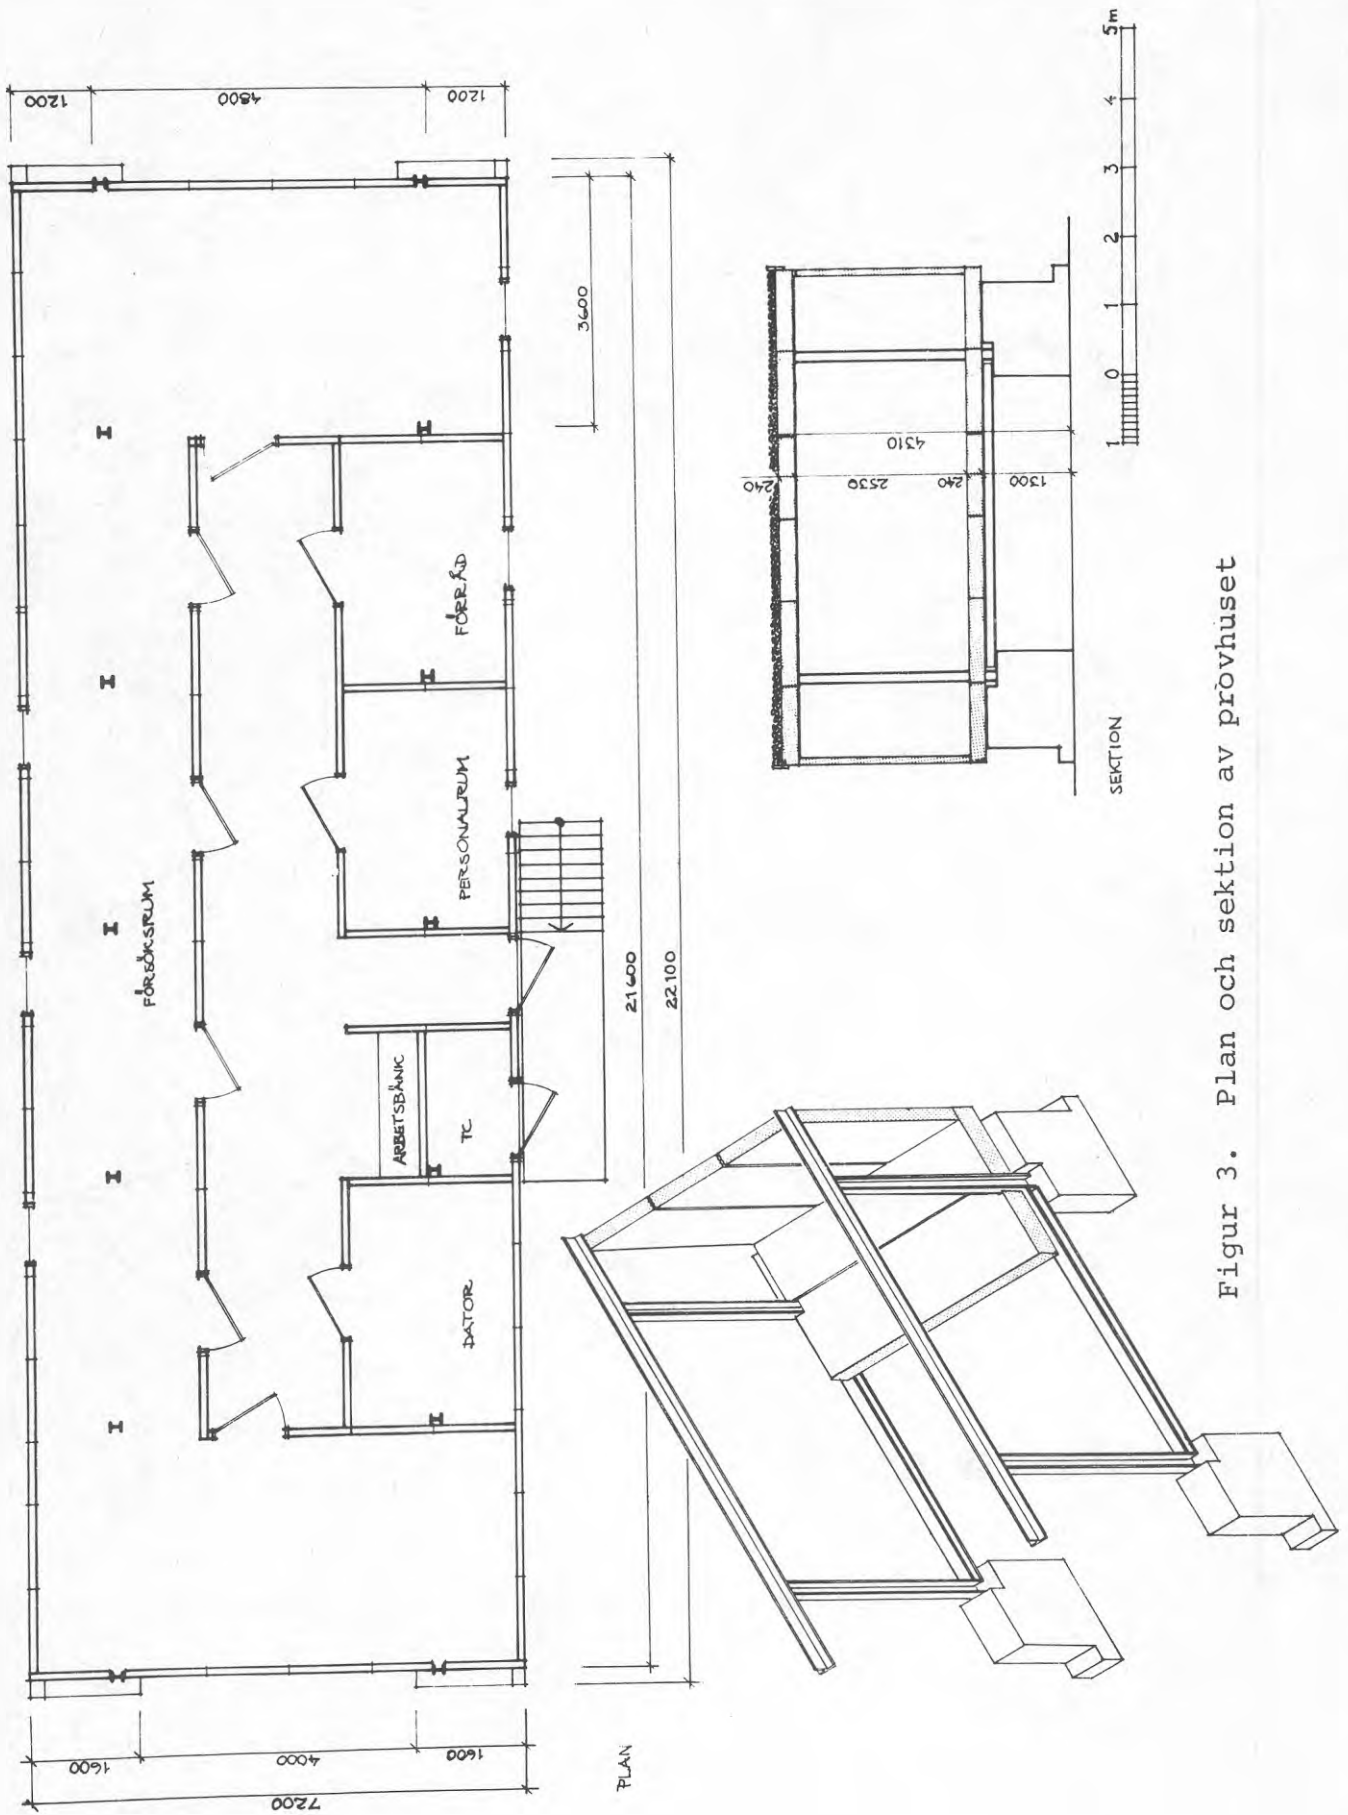 FÖRSÖKSRUM
DATOR
ARBETSBÄNK
TC
PERSONALRUM
FÖRRÅD
7200
1600
4000
1600
1200
4800
1200
3600
21600
22100
PLAN
240
2530
240
1300
4310
SEKTION
1 0 1 2 3 4 5m
Figur 3. Plan och sektion av provhuset